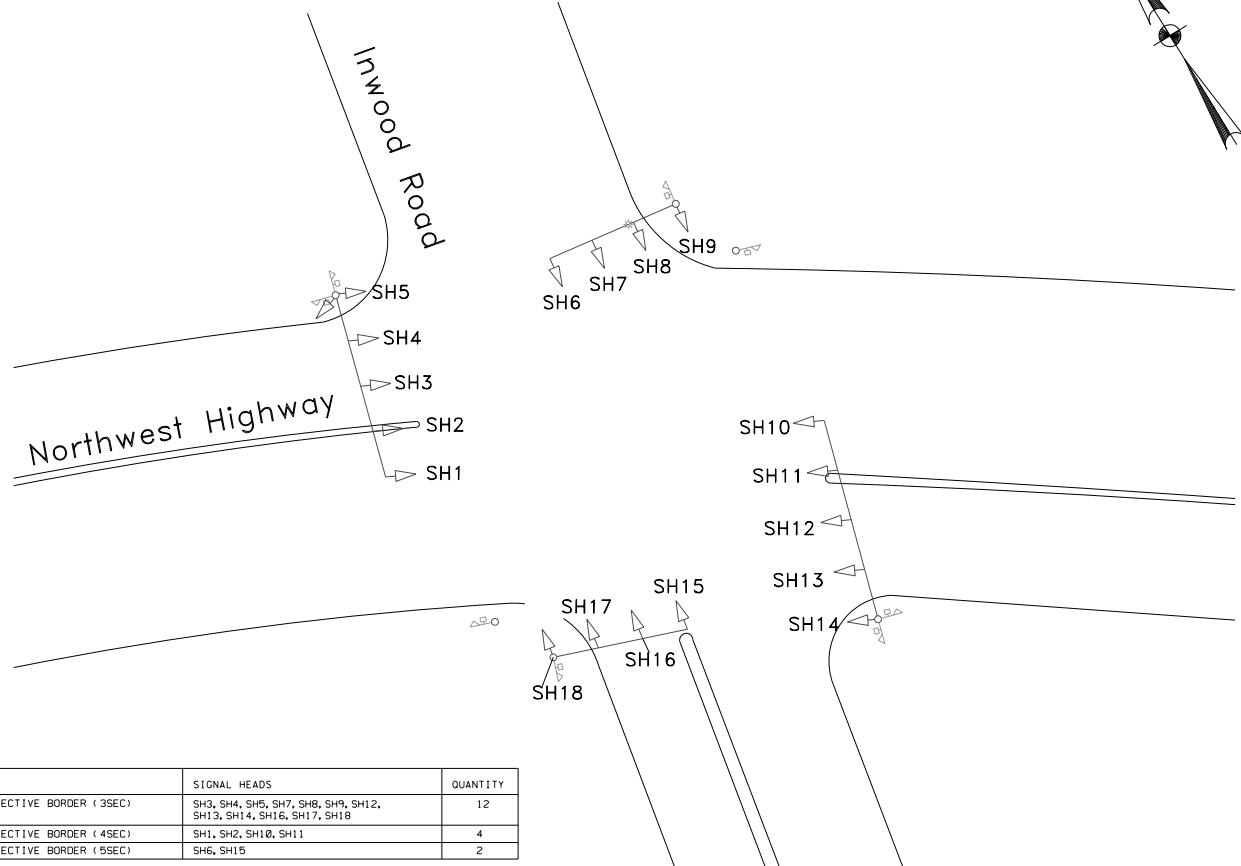 Inwood Road
SH9
SH8
SH7
SH6
SH5
SH4
SH3
Northwest Highway
SH2
SH1
SH10
SH11
SH12
SH13
SH14
SH15
SH17
SH16
SH18
SIGNAL HEADS QUANTITY
ECTIVE BORDER (3SEC) SH3, SH4, SH5, SH7, SH8, SH9, SH12, 12
SH13, SH14, SH16, SH17, SH18
ECTIVE BORDER (4SEC) SH1, SH2, SH10, SH11 4
ECTIVE BORDER (5SEC) SH6, SH15 2